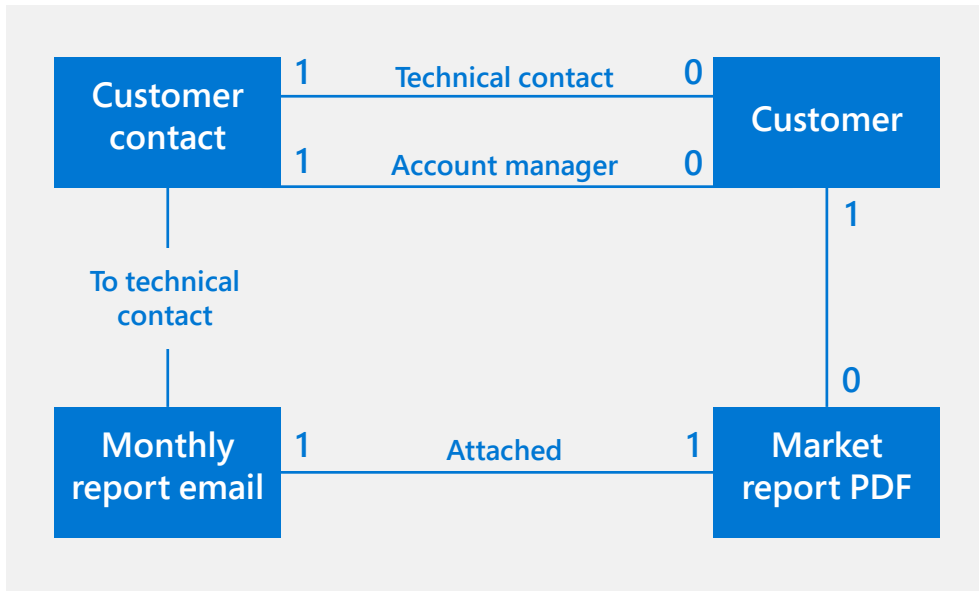 Customer
contact
1 Technical contact 0
Customer
1 Account manager 0
1
To technical
contact
0
Monthly
report email
1 Attached 1
Market
report PDF